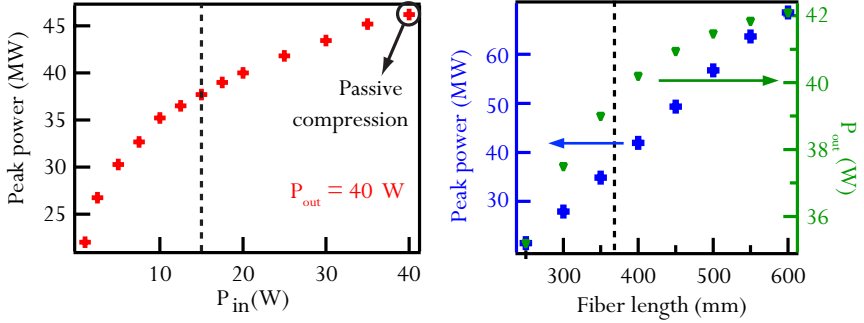 45
40
35
30
25
Peak power (MW)
Passive
compression
P_out = 40 W
10
20
30
40
P_in(W)
60
50
40
30
Peak power (MW)
42
40
38
36
P_out (W)
300
400
500
600
Fiber length (mm)